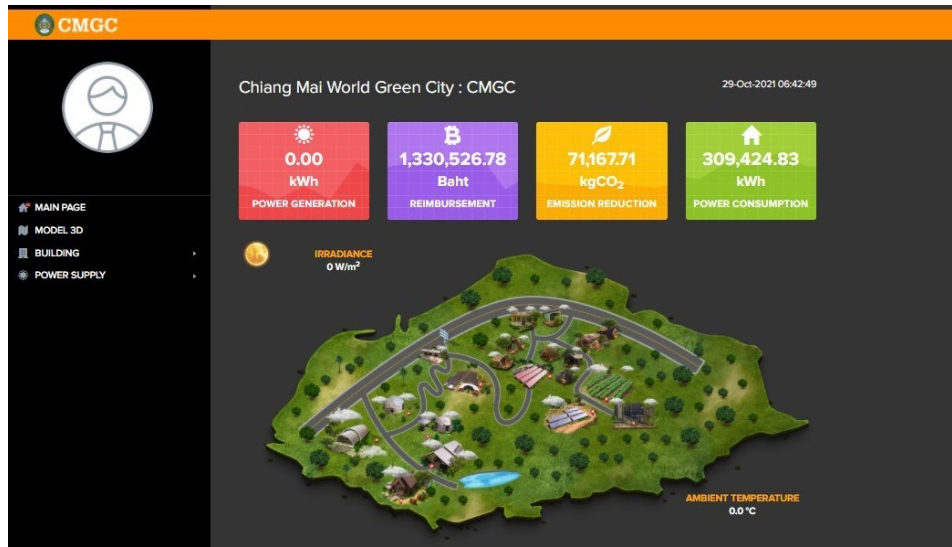 CMGC
Chiang Mai World Green City : CMGC
29-Oct-2021 06:42:49
0.00
kWh
POWER GENERATION
1,330,526.78
Baht
REIMBURSEMENT
71,167.71
kgCO₂
EMISSION REDUCTION
309,424.83
kWh
POWER CONSUMPTION
MAIN PAGE
MODEL 3D
BUILDING
POWER SUPPLY
IRRADIANCE
0 W/m²
AMBIENT TEMPERATURE
0.0 °C